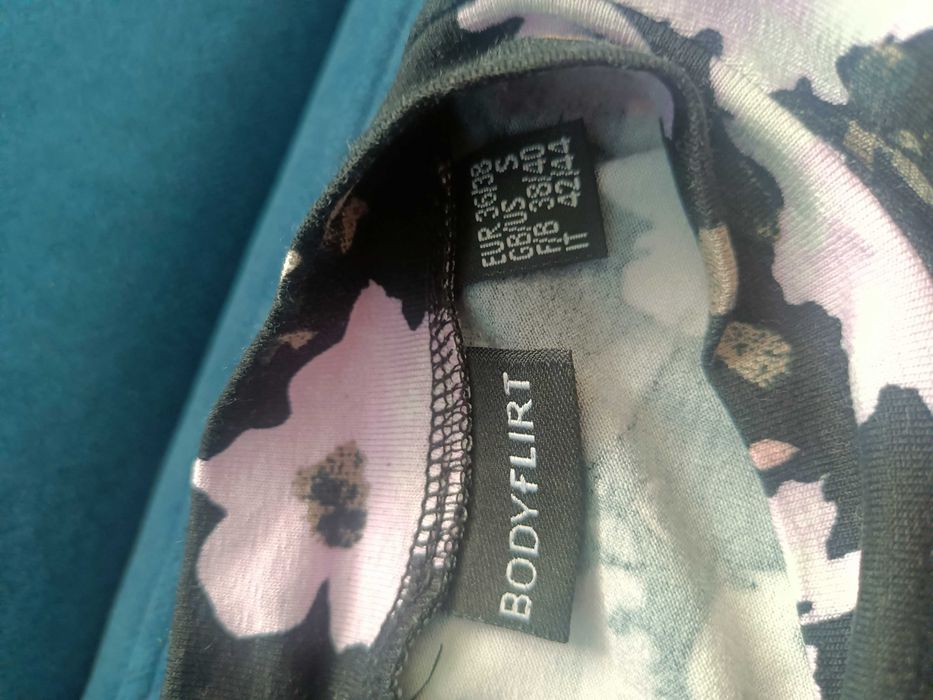 EUR 36/38
GB/US S
F/B 38/40
IT 42/44
BODYFLIRT